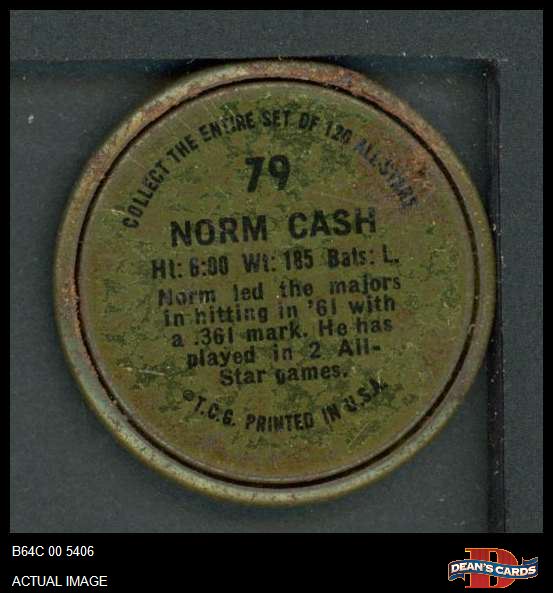 COLLECT THE ENTIRE SET OF 120 ALL-STARS
79
NORM CASH
Ht: 6:00 Wt: 185 Bats: L.
Norm led the majors
in hitting in '61 with
a .361 mark. He has
played in 2 All-
Star games.
©T.C.G. PRINTED IN U.S.A.
B64C 00 5406
ACTUAL IMAGE
D
DEAN'S CARDS